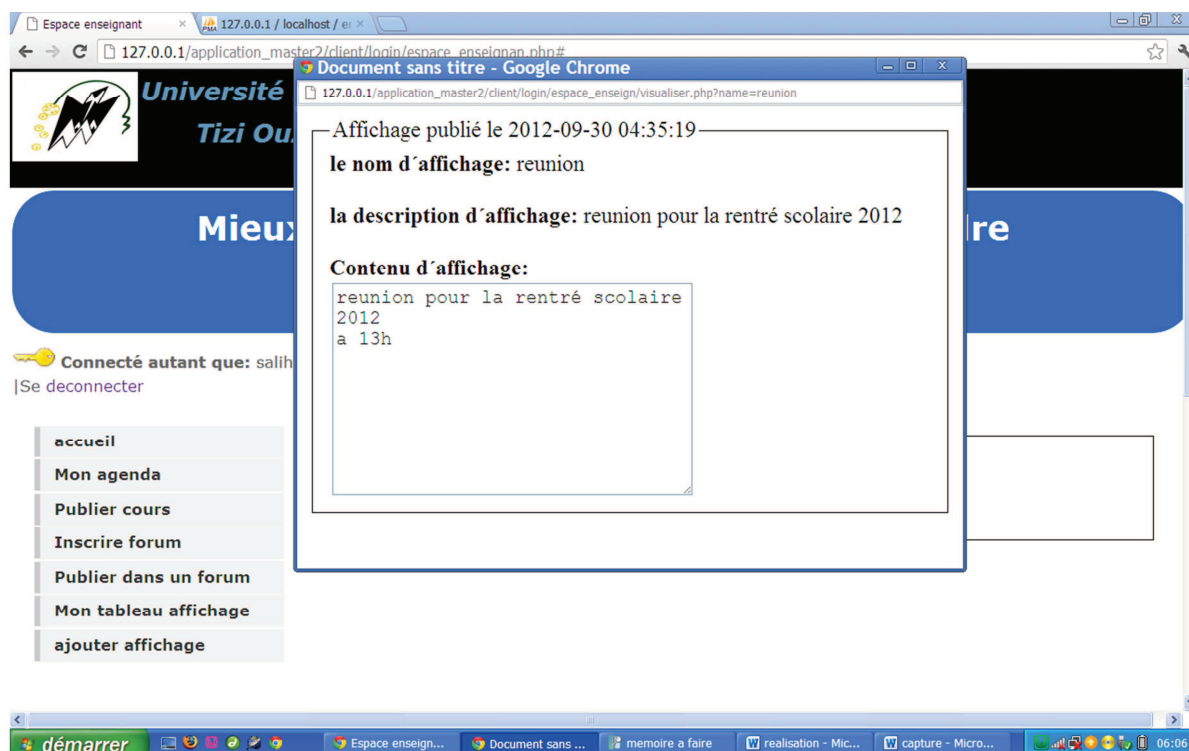 Espace enseignant
127.0.0.1 / localhost / er
127.0.0.1/application_master2/client/login/espace_enseignan.php#
Université
Tizi Ou
Mieux
re
Connecté autant que: salih
|Se deconnecter
accueil
Mon agenda
Publier cours
Inscrire forum
Publier dans un forum
Mon tableau affichage
ajouter affichage
Document sans titre - Google Chrome
127.0.0.1/application_master2/client/login/espace_enseign/visualiser.php?name=reunion
Affichage publié le 2012-09-30 04:35:19
le nom d´affichage: reunion
la description d´affichage: reunion pour la rentré scolaire 2012
Contenu d´affichage:
reunion pour la rentré scolaire
2012
a 13h
démarrer
Espace enseign...
Document sans ...
memoire a faire
realisation - Mic...
capture - Micro...
06:06